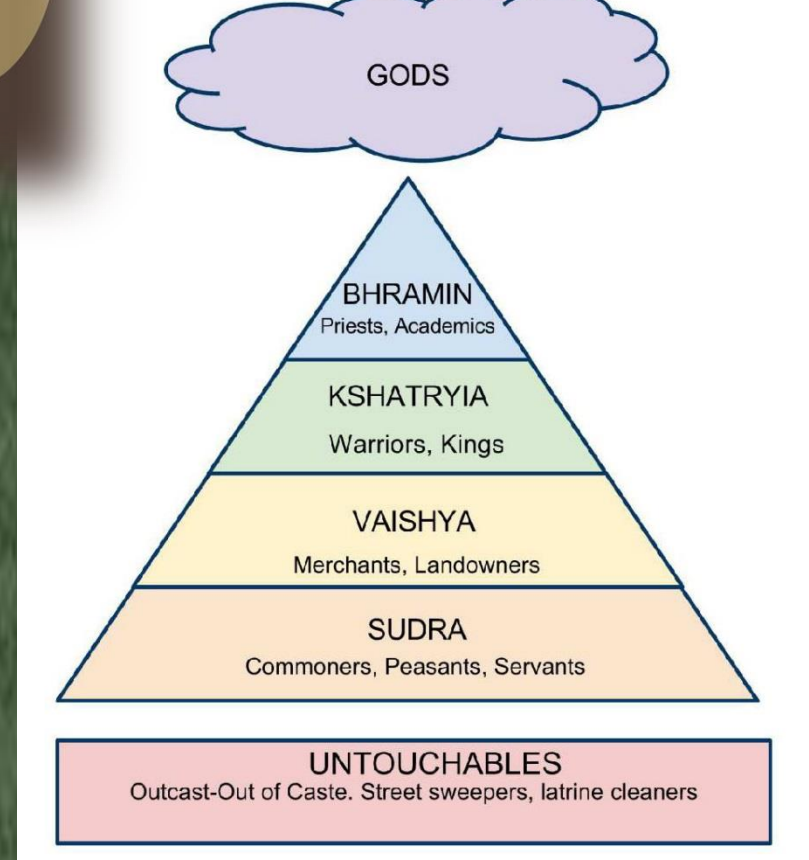 GODS
BHRAMIN
Priests, Academics
KSHATRYIA
Warriors, Kings
VAISHYA
Merchants, Landowners
SUDRA
Commoners, Peasants, Servants
UNTOUCHABLES
Outcast-Out of Caste. Street sweepers, latrine cleaners